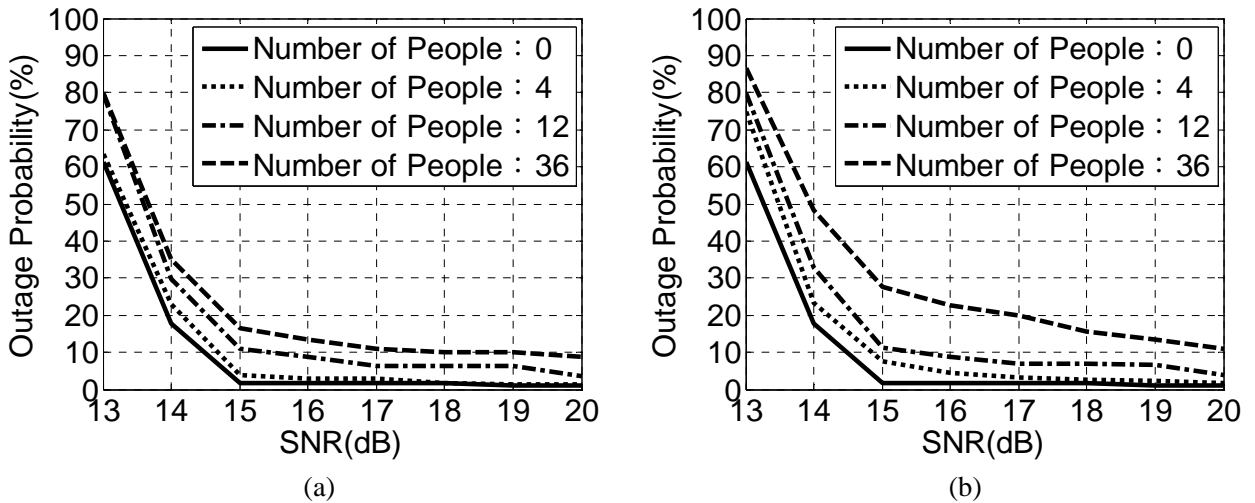 Outage Probability(%)
100
90
80
70
60
50
40
30
20
10
0
Number of People：0
Number of People：4
Number of People：12
Number of People：36
13 14 15 16 17 18 19 20
SNR(dB)
(a)
Outage Probability(%)
100
90
80
70
60
50
40
30
20
10
0
Number of People：0
Number of People：4
Number of People：12
Number of People：36
13 14 15 16 17 18 19 20
SNR(dB)
(b)